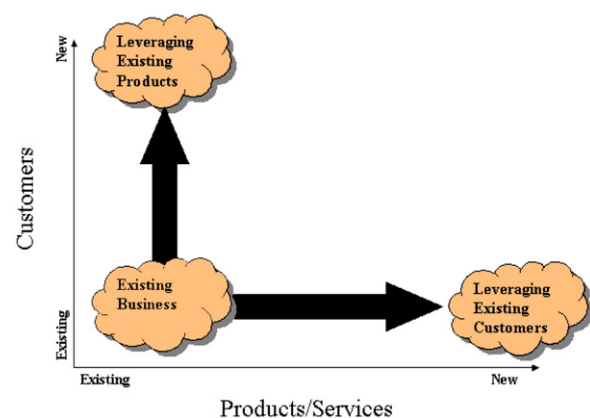 New
Leveraging
Existing
Products
Customers
Existing
Business
Leveraging
Existing
Customers
Existing
Existing
New
Products/Services